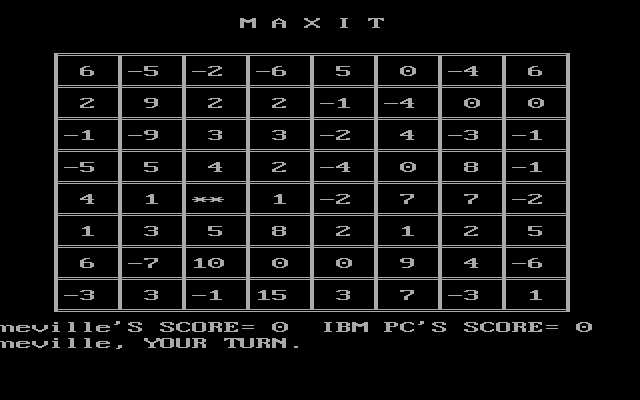 M A X I T
6 -5 -2 -6 5 0 -4 6
2 9 2 2 -1 -4 0 0
-1 -9 3 3 -2 4 -3 -1
-5 5 4 2 -4 0 8 -1
4 1 ** 1 -2 7 7 -2
1 3 5 8 2 1 2 5
6 -7 10 0 0 9 4 -6
-3 3 -1 15 3 7 -3 1
neville'S SCORE= 0 IBM PC'S SCORE= 0
neville, YOUR TURN.